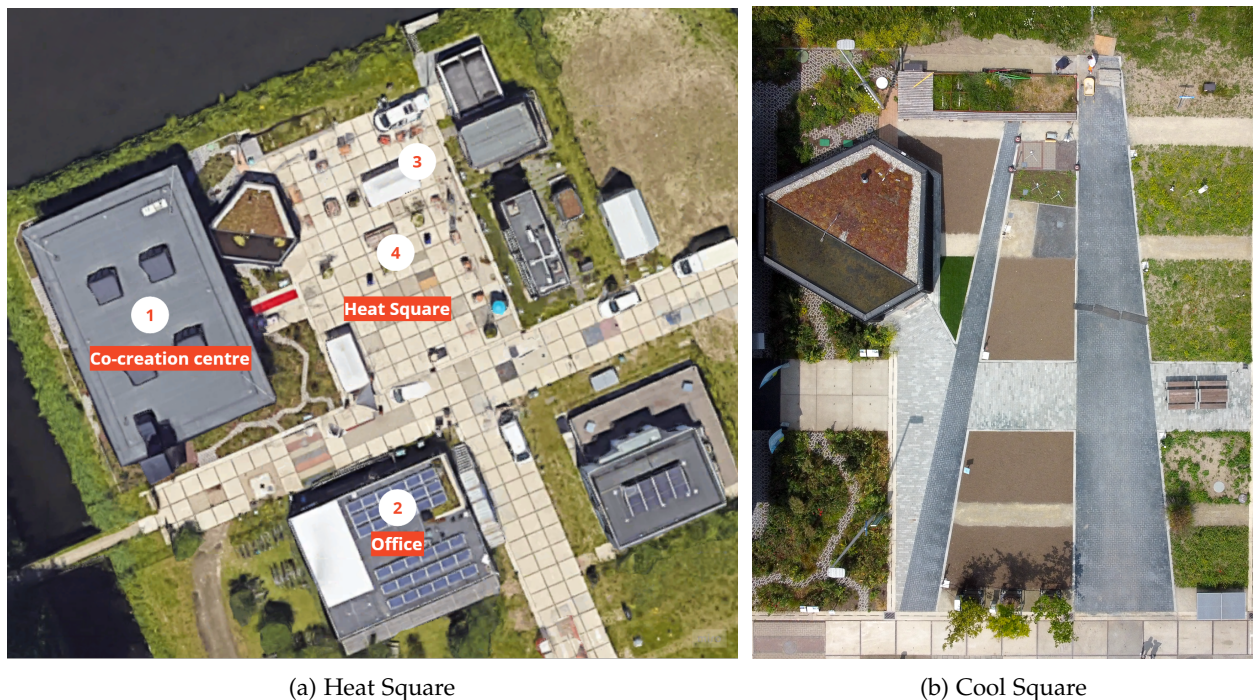 3
4
Heat Square
1
Co-creation centre
2
Office
(a) Heat Square
(b) Cool Square